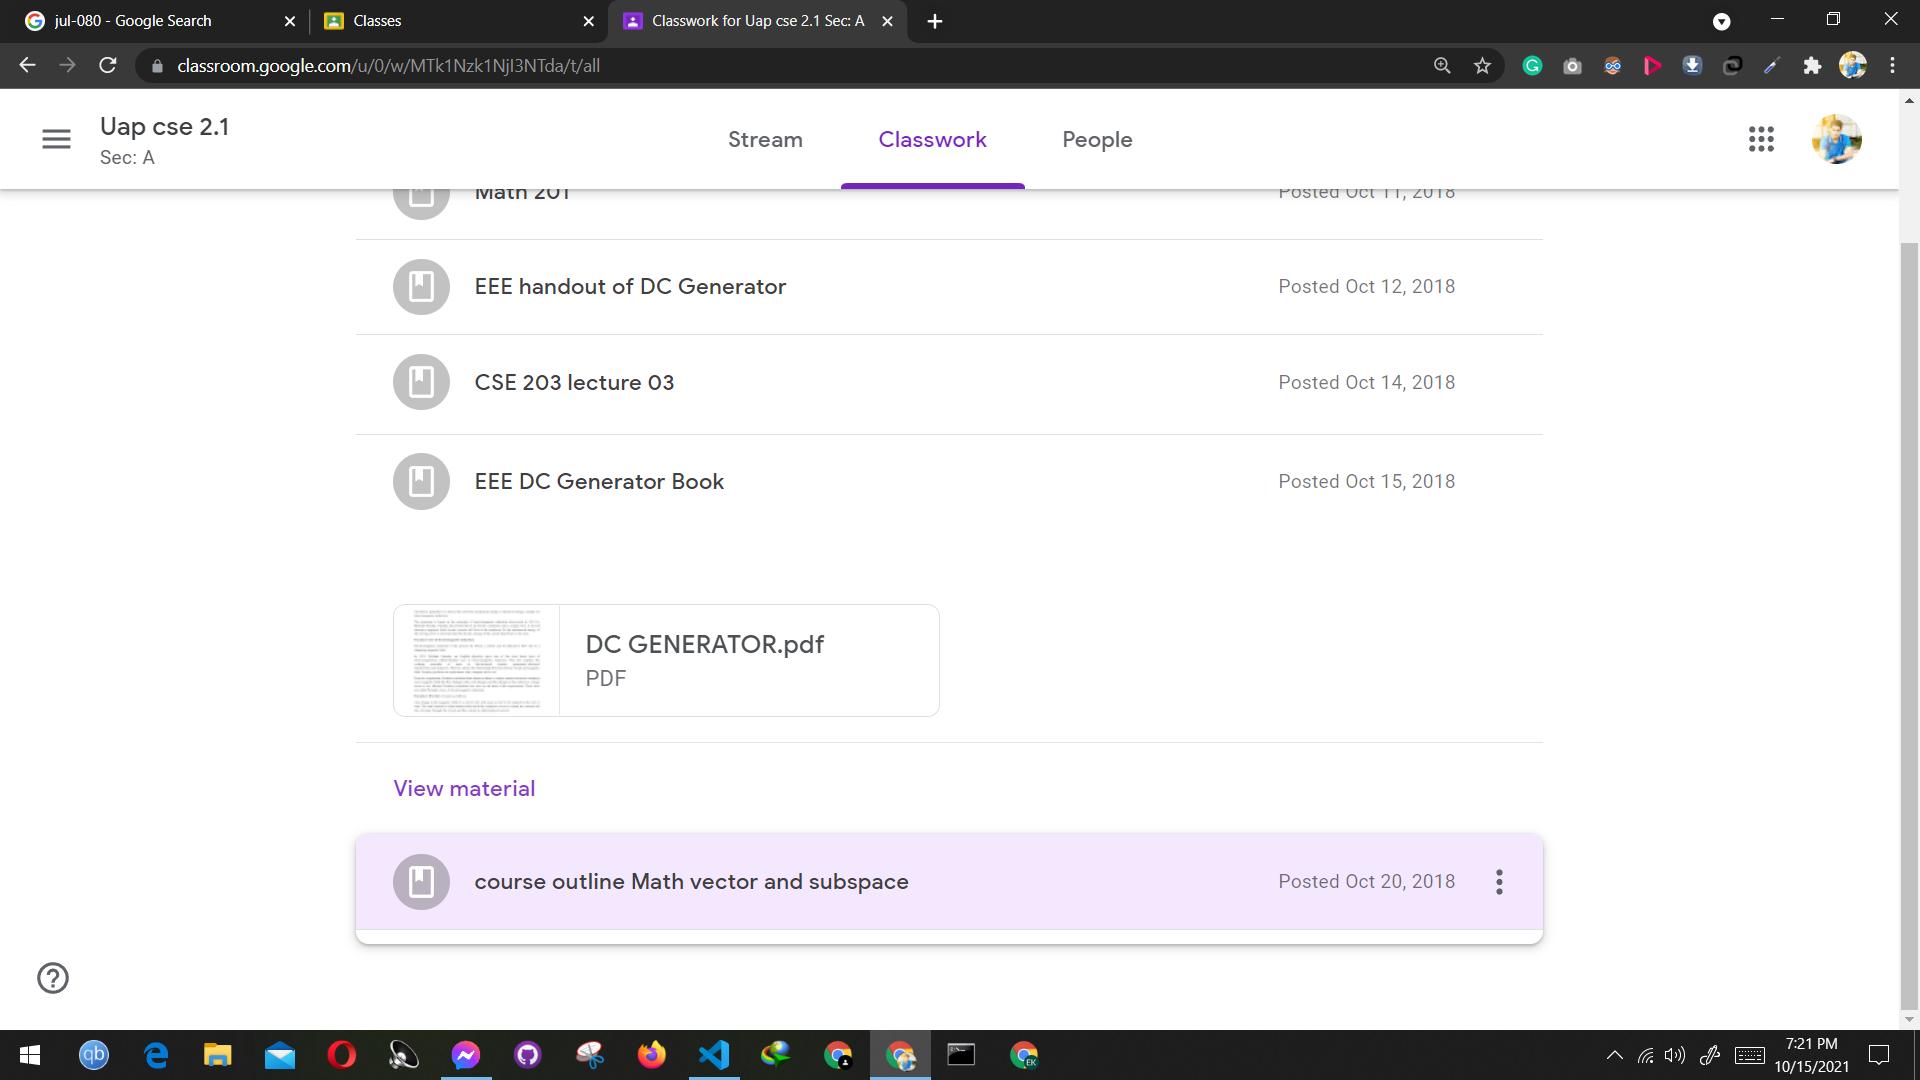 jul-080 - Google Search
Classes
Classwork for Uap cse 2.1 Sec: A
classroom.google.com/u/0/w/MTk1Nzk1NjI3NTda/t/all
Uap cse 2.1
Sec: A
Stream
Classwork
People
Math 201
Posted Oct 11, 2018
EEE handout of DC Generator
Posted Oct 12, 2018
CSE 203 lecture 03
Posted Oct 14, 2018
EEE DC Generator Book
Posted Oct 15, 2018
DC GENERATOR.pdf
PDF
View material
course outline Math vector and subspace
Posted Oct 20, 2018
qb
EK
7:21 PM
10/15/2021